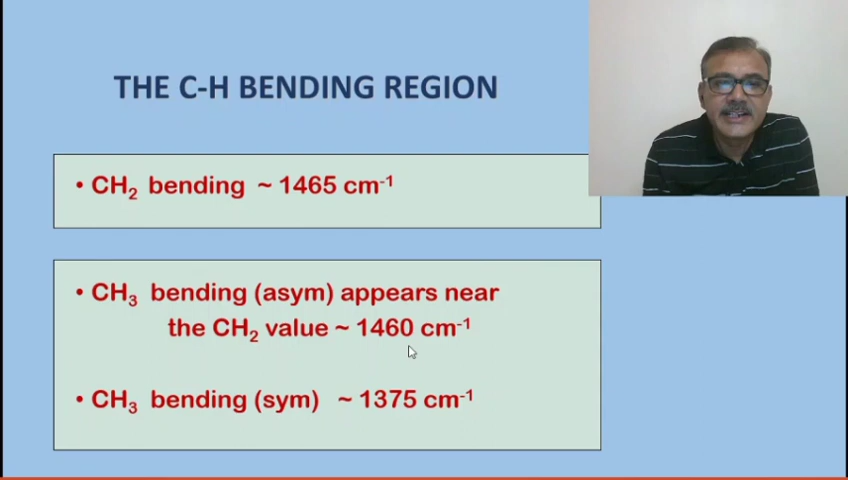 THE C-H BENDING REGION
• CH₂ bending ~ 1465 cm⁻¹
• CH₃ bending (asym) appears near
the CH₂ value ~ 1460 cm⁻¹
• CH₃ bending (sym) ~ 1375 cm⁻¹